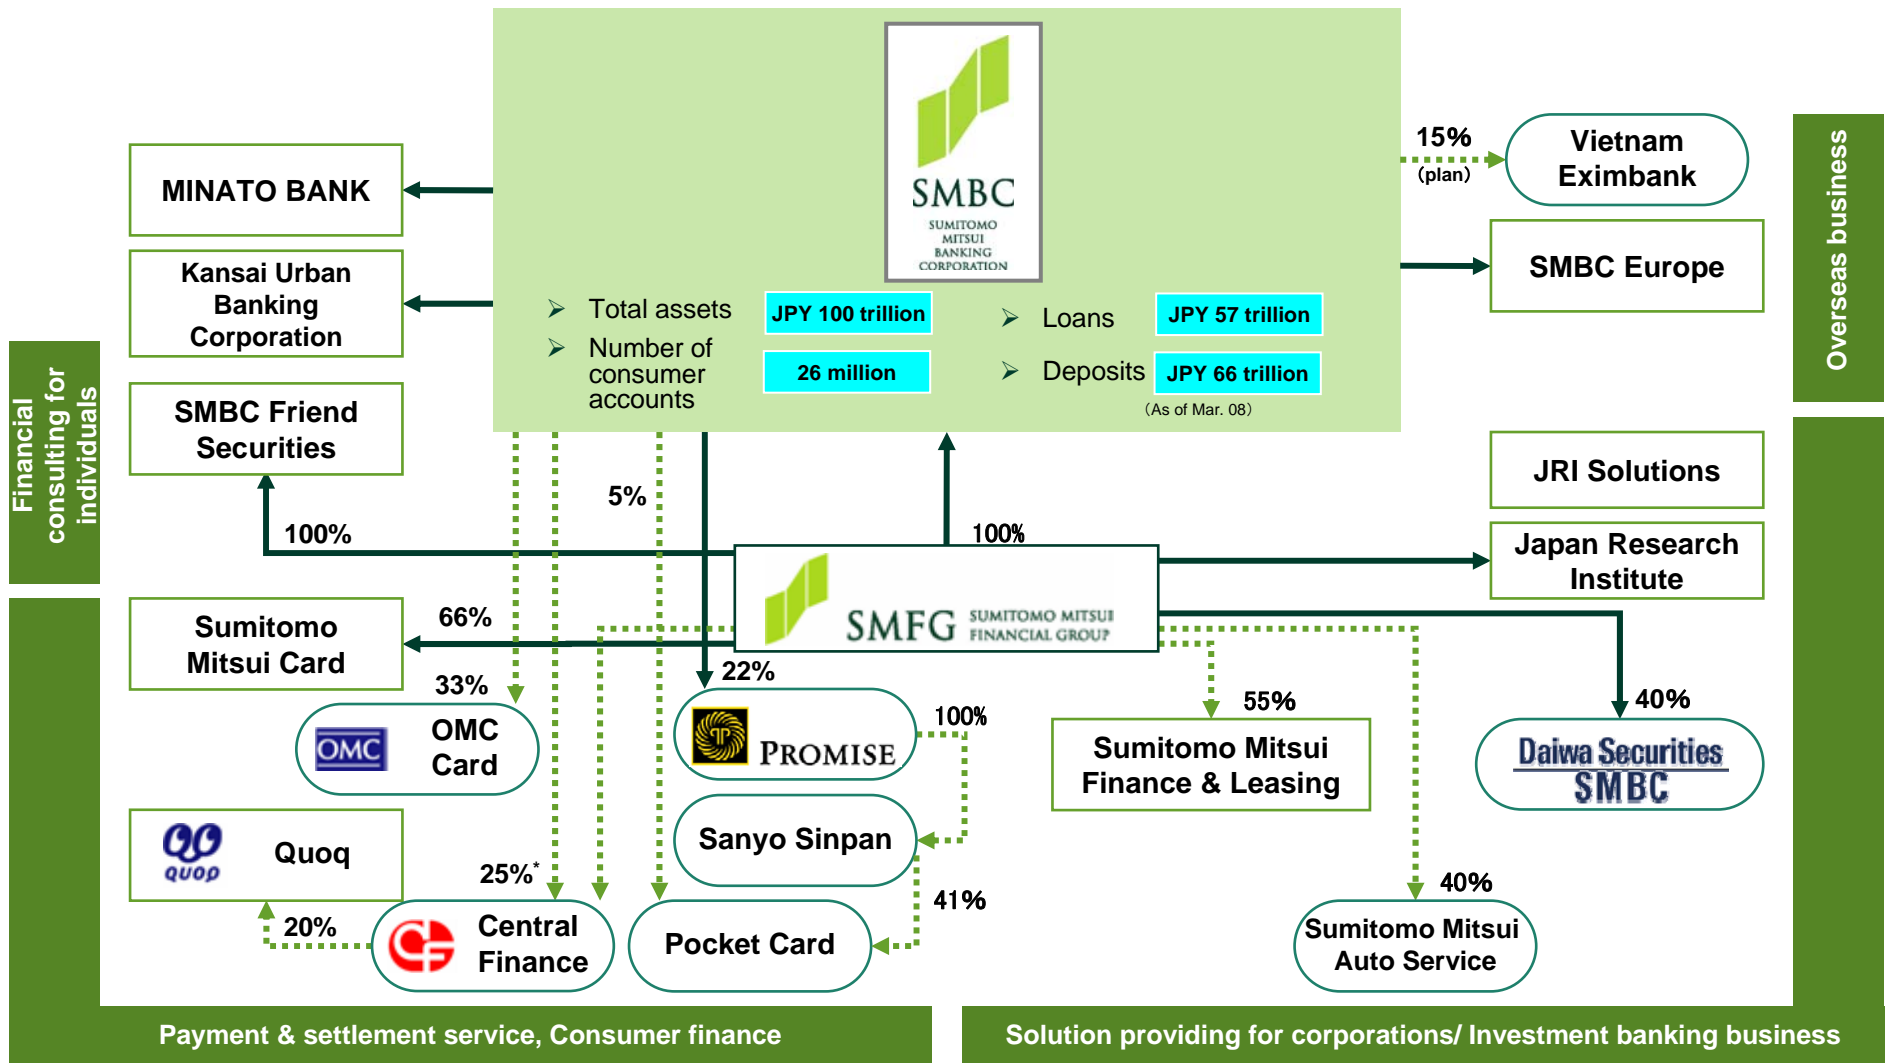 SMBC
SUMITOMO
MITSUI
BANKING
CORPORATION
➢ Total assets
JPY 100 trillion
➢ Number of
consumer
accounts
26 million
➢ Loans
JPY 57 trillion
➢ Deposits
JPY 66 trillion
(As of Mar. 08)
MINATO BANK
Kansai Urban
Banking
Corporation
SMBC Friend
Securities
Financial
consulting for
individuals
15%
(plan)
Vietnam
Eximbank
SMBC Europe
Overseas business
JRI Solutions
Japan Research
Institute
5%
100%
100%
SMFG
SUMITOMO MITSUI
FINANCIAL GROUP
Sumitomo
Mitsui Card
66%
33%
OMC
OMC
Card
22%
PROMISE
100%
Sanyo Sinpan
41%
Pocket Card
QUOP
Quoq
20%
25%*
Central
Finance
55%
Sumitomo Mitsui
Finance & Leasing
40%
Daiwa Securities
SMBC
40%
Sumitomo Mitsui
Auto Service
Payment & settlement service, Consumer finance
Solution providing for corporations/ Investment banking business